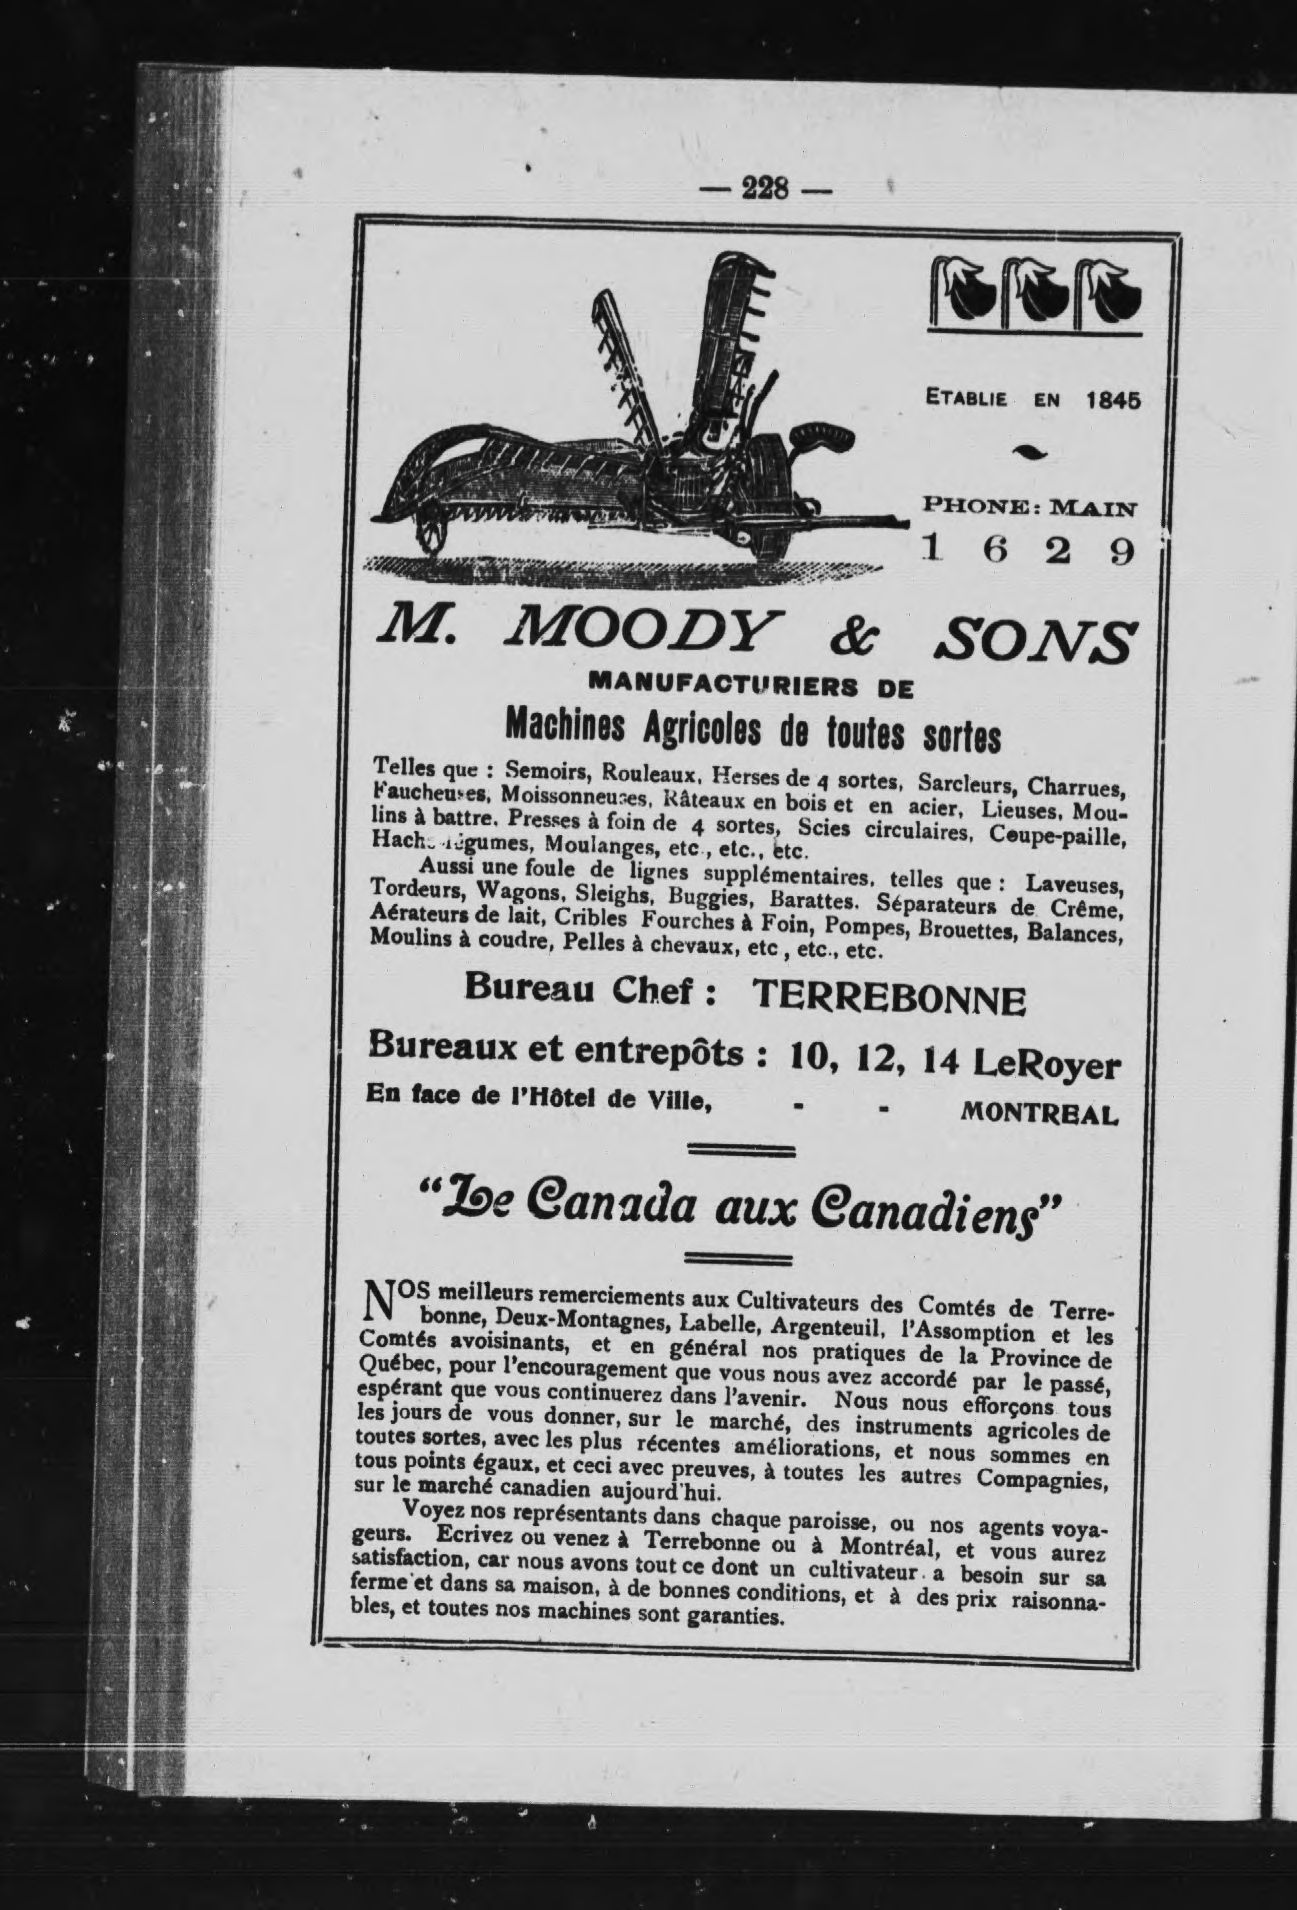 — 228 —
ETABLIE EN 1845
PHONE: MAIN
1 6 2 9
M. MOODY & SONS
MANUFACTURIERS DE
Machines Agricoles de toutes sortes
Telles que : Semoirs, Rouleaux, Herses de 4 sortes, Sarcleurs, Charrues,
Faucheuses, Moissonneuses, Râteaux en bois et en acier, Lieuses, Mou-
lins à battre, Presses à foin de 4 sortes, Scies circulaires, Coupe-paille,
Hache-légumes, Moulanges, etc., etc., etc.
Aussi une foule de lignes supplémentaires, telles que : Laveuses,
Tordeurs, Wagons, Sleighs, Buggies, Barattes. Séparateurs de Crême,
Aérateurs de lait, Cribles Fourches à Foin, Pompes, Brouettes, Balances,
Moulins à coudre, Pelles à chevaux, etc , etc., etc.
Bureau Chef : TERREBONNE
Bureaux et entrepôts : 10, 12, 14 LeRoyer
En face de l'Hôtel de Ville, - - MONTREAL
"Le Canada aux Canadiens"
NOS meilleurs remerciements aux Cultivateurs des Comtés de Terre-
bonne, Deux-Montagnes, Labelle, Argenteuil, l'Assomption et les
Comtés avoisinants, et en général nos pratiques de la Province de
Québec, pour l'encouragement que vous nous avez accordé par le passé,
espérant que vous continuerez dans l'avenir. Nous nous efforçons tous
les jours de vous donner, sur le marché, des instruments agricoles de
toutes sortes, avec les plus récentes améliorations, et nous sommes en
tous points égaux, et ceci avec preuves, à toutes les autres Compagnies,
sur le marché canadien aujourd'hui.
Voyez nos représentants dans chaque paroisse, ou nos agents voya-
geurs. Ecrivez ou venez à Terrebonne ou à Montréal, et vous aurez
satisfaction, car nous avons tout ce dont un cultivateur a besoin sur sa
ferme et dans sa maison, à de bonnes conditions, et à des prix raisonna-
bles, et toutes nos machines sont garanties.